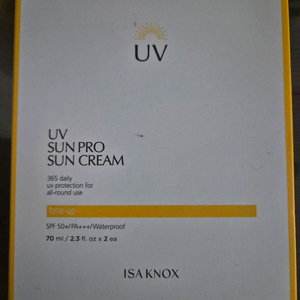 UV
UV
SUN PRO
SUN CREAM
365 daily
uv protection for
all-round use
tone-up
SPF 50+/PA+++/Waterproof
70 ml / 2.3 fl. oz x 2 ea
ISA KNOX